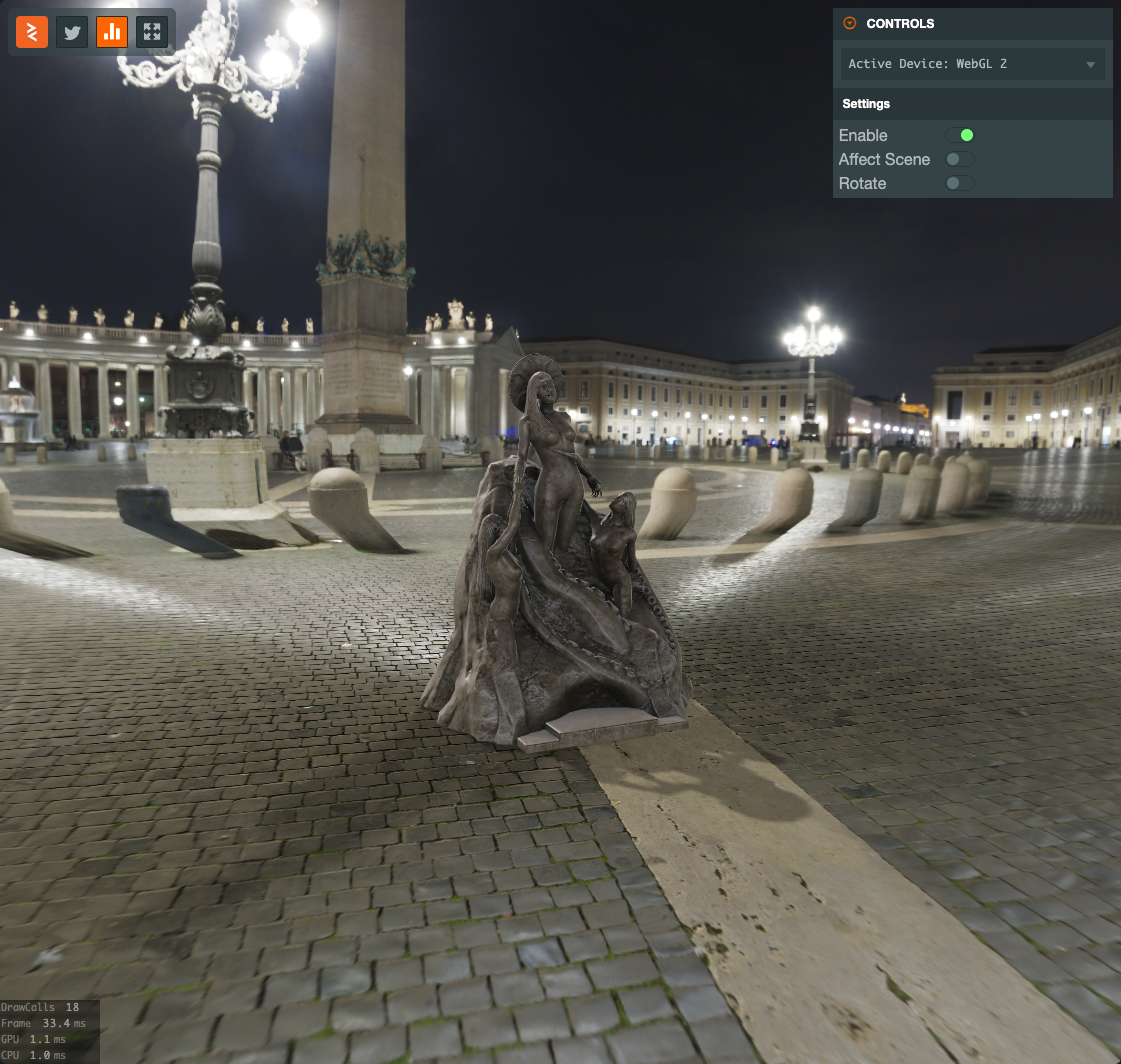 CONTROLS
Active Device: WebGL 2
Settings
Enable
Affect Scene
Rotate
DrawCalls 18
Frame 33.4 ms
GPU 1.1 ms
CPU 1.0 ms